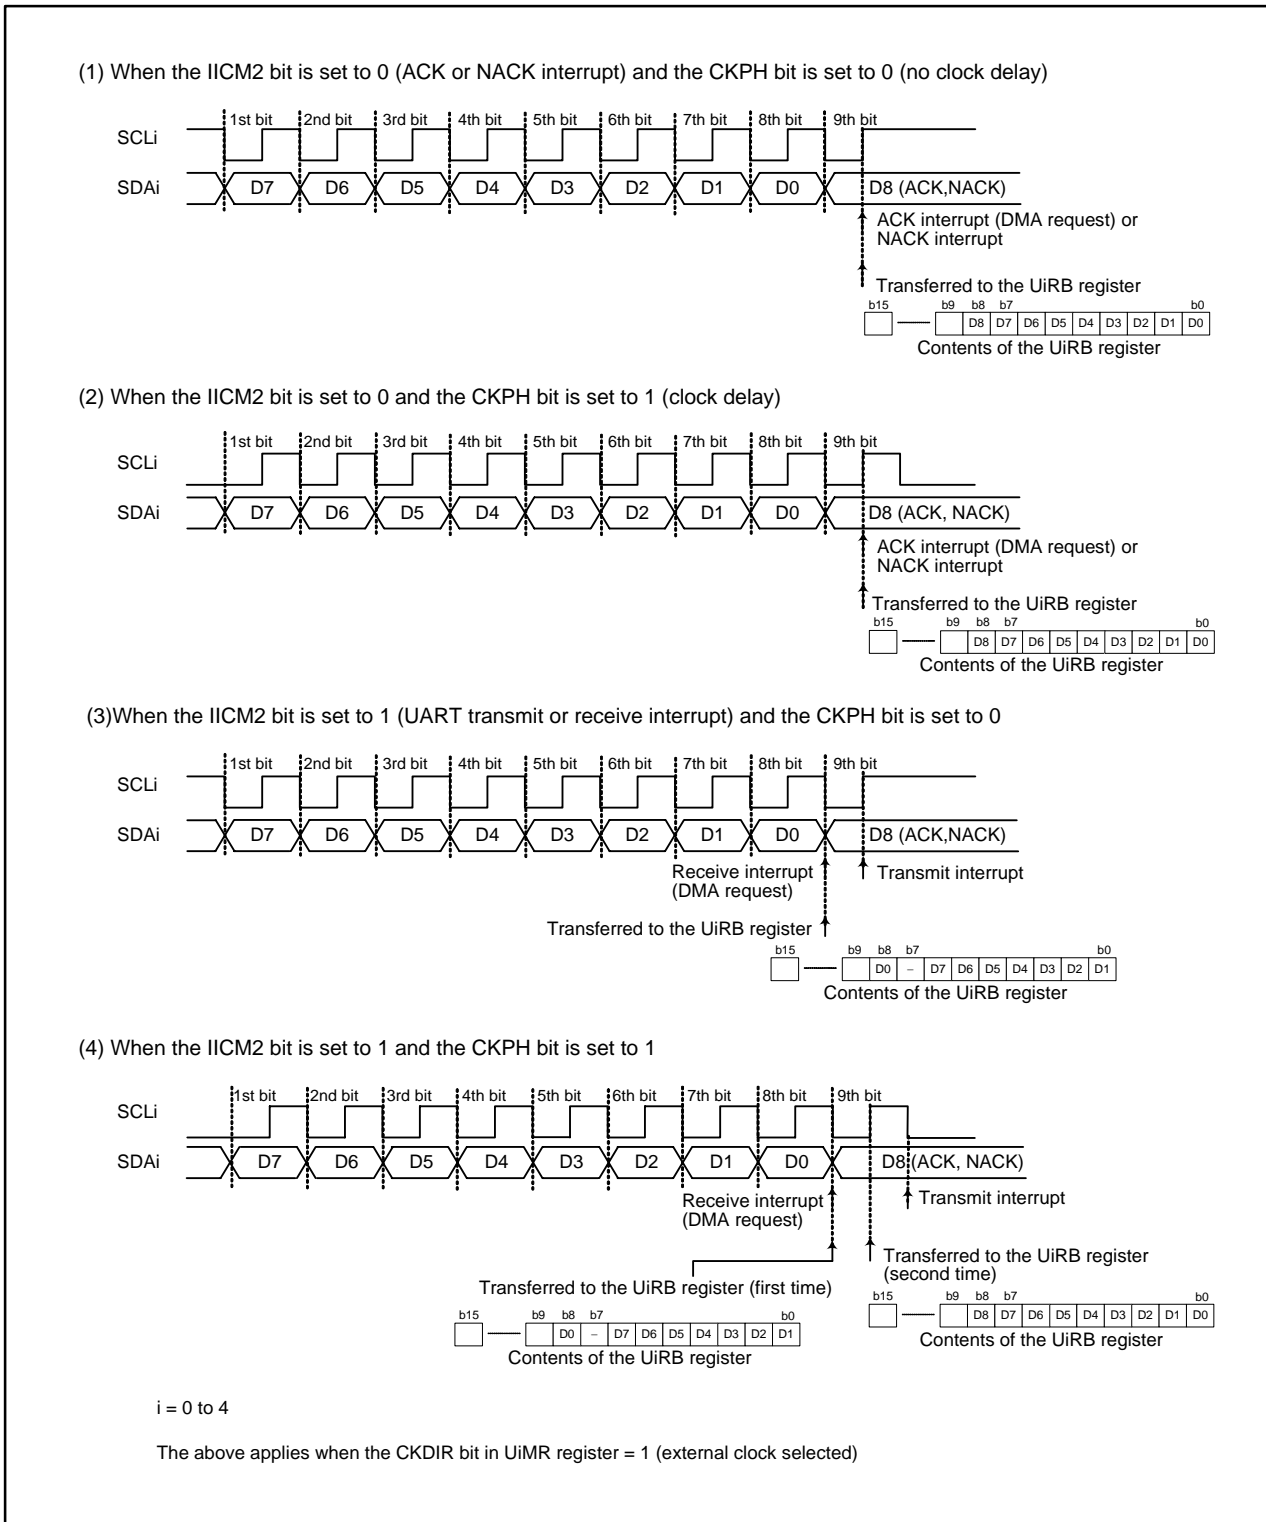 (1) When the IICM2 bit is set to 0 (ACK or NACK interrupt) and the CKPH bit is set to 0 (no clock delay)
1st bit 2nd bit 3rd bit 4th bit 5th bit 6th bit 7th bit 8th bit 9th bit
SCLi
SDAi D7 D6 D5 D4 D3 D2 D1 D0 D8 (ACK,NACK)
ACK interrupt (DMA request) or
NACK interrupt
Transferred to the UiRB register
b15 b9 b8 b7 b0
D8 D7 D6 D5 D4 D3 D2 D1 D0
Contents of the UiRB register
(2) When the IICM2 bit is set to 0 and the CKPH bit is set to 1 (clock delay)
1st bit 2nd bit 3rd bit 4th bit 5th bit 6th bit 7th bit 8th bit 9th bit
SCLi
SDAi D7 D6 D5 D4 D3 D2 D1 D0 D8 (ACK, NACK)
ACK interrupt (DMA request) or
NACK interrupt
Transferred to the UiRB register
b15 b9 b8 b7 b0
D8 D7 D6 D5 D4 D3 D2 D1 D0
Contents of the UiRB register
(3)When the IICM2 bit is set to 1 (UART transmit or receive interrupt) and the CKPH bit is set to 0
1st bit 2nd bit 3rd bit 4th bit 5th bit 6th bit 7th bit 8th bit 9th bit
SCLi
SDAi D7 D6 D5 D4 D3 D2 D1 D0 D8 (ACK,NACK)
Receive interrupt Transmit interrupt
(DMA request)
Transferred to the UiRB register
b15 b9 b8 b7 b0
D0 – D7 D6 D5 D4 D3 D2 D1
Contents of the UiRB register
(4) When the IICM2 bit is set to 1 and the CKPH bit is set to 1
1st bit 2nd bit 3rd bit 4th bit 5th bit 6th bit 7th bit 8th bit 9th bit
SCLi
SDAi D7 D6 D5 D4 D3 D2 D1 D0 D8 (ACK, NACK)
Receive interrupt Transmit interrupt
(DMA request)
Transferred to the UiRB register (first time)
b15 b9 b8 b7 b0
D0 – D7 D6 D5 D4 D3 D2 D1
Contents of the UiRB register
Transferred to the UiRB register
(second time)
b15 b9 b8 b7 b0
D8 D7 D6 D5 D4 D3 D2 D1 D0
Contents of the UiRB register
i = 0 to 4
The above applies when the CKDIR bit in UiMR register = 1 (external clock selected)